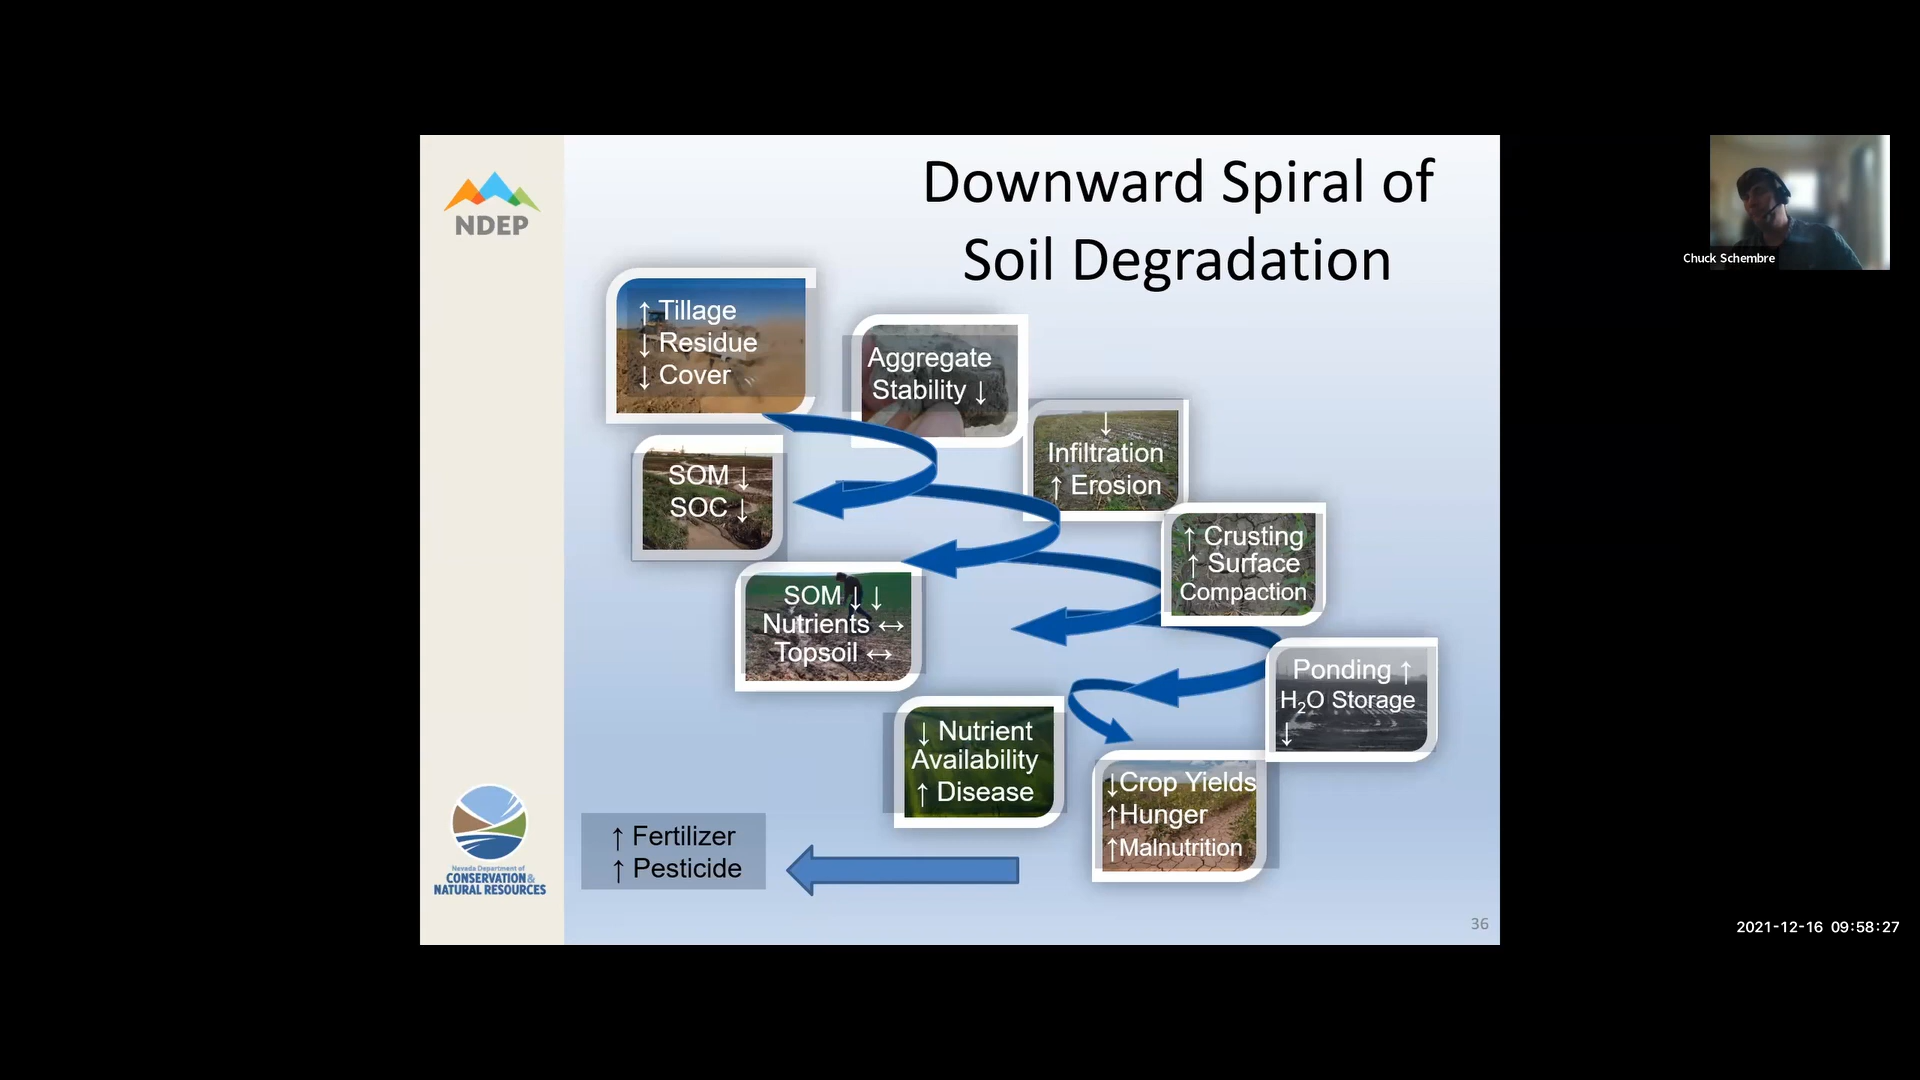 Downward Spiral of
Soil Degradation
NDEP
↑ Tillage
↓ Residue
↓ Cover
Aggregate
Stability ↓
↓
Infiltration
↑ Erosion
SOM ↓
SOC ↓
↑ Crusting
↑ Surface
Compaction
SOM ↓ ↓
Nutrients ↔
Topsoil ↔
Ponding ↑
H₂O Storage
↓
↓ Nutrient
Availability
↑ Disease
↓Crop Yields
↑Hunger
↑Malnutrition
↑ Fertilizer
↑ Pesticide
Nevada Department of
CONSERVATION &
NATURAL RESOURCES
36
Chuck Schembre
2021-12-16 09:58:27